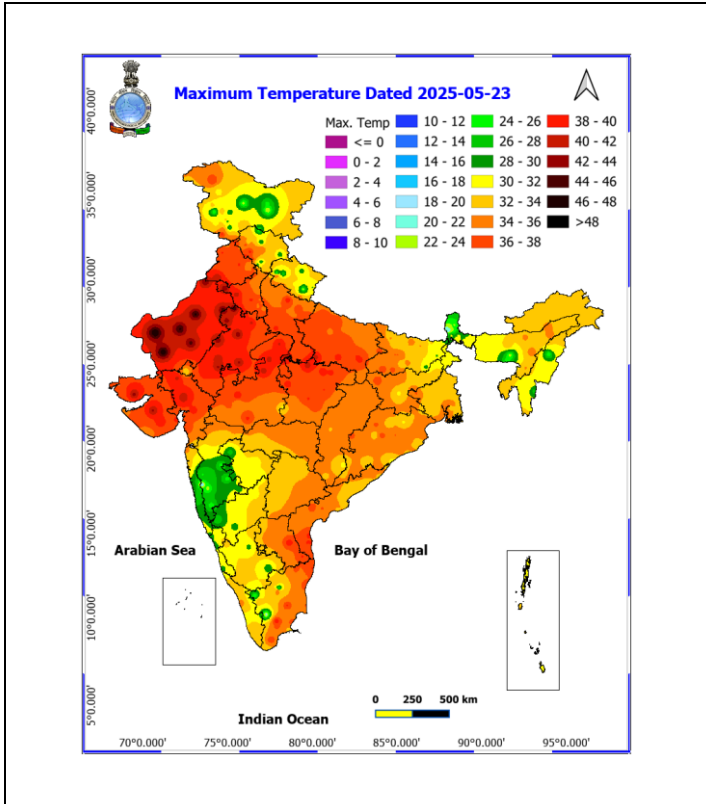 Maximum Temperature Dated 2025-05-23
Max. Temp
<= 0
0 - 2
2 - 4
4 - 6
6 - 8
8 - 10
10 - 12
12 - 14
14 - 16
16 - 18
18 - 20
20 - 22
22 - 24
24 - 26
26 - 28
28 - 30
30 - 32
32 - 34
34 - 36
36 - 38
38 - 40
40 - 42
42 - 44
44 - 46
46 - 48
>48
40°0.000'
35°0.000'
30°0.000'
25°0.000'
20°0.000'
15°0.000'
10°0.000'
5°0.000'
Arabian Sea
Bay of Bengal
0 250 500 km
Indian Ocean
70°0.000' 75°0.000' 80°0.000' 85°0.000' 90°0.000' 95°0.000'